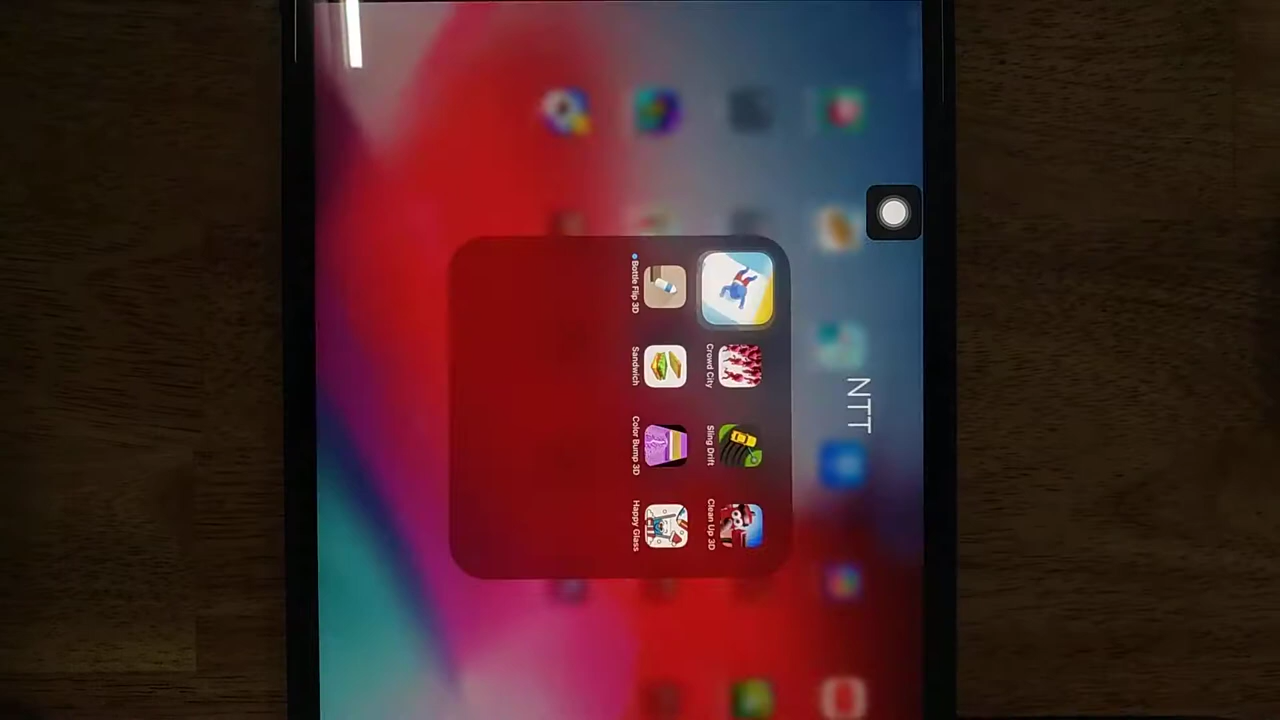 NTT
Crowd City
Sling Drift
Clean Up 3D
Bottle Flip 3D
Sandwich
Color Bump 3D
Happy Glass